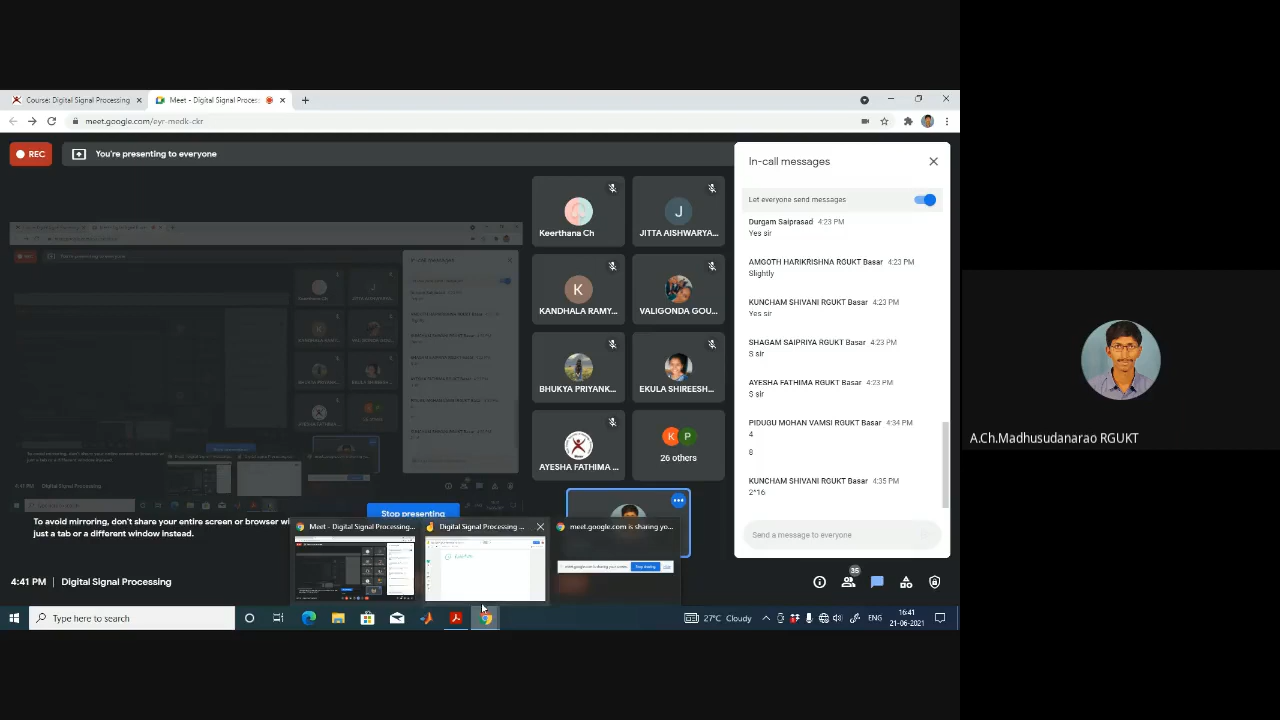 Course: Digital Signal Processing
Meet - Digital Signal Proces
meet.google.com/eyr-medk-ckr
REC
You're presenting to everyone
In-call messages
Let everyone send messages
Durgam Saiprasad 4:23 PM
Yes sir
AMGOTH HARIKRISHNA RGUKT Basar 4:23 PM
Slightly
KUNCHAM SHIVANI RGUKT Basar 4:23 PM
Yes sir
SHAGAM SAIPRIYA RGUKT Basar 4:23 PM
S sir
AYESHA FATHIMA RGUKT Basar 4:23 PM
S sir
PIDUGU MOHAN VAMSI RGUKT Basar 4:34 PM
4
8
KUNCHAM SHIVANI RGUKT Basar 4:35 PM
2^16
Send a message to everyone
Keerthana Ch
J
JITTA AISHWARYA...
K
KANDHALA RAMY...
VALIGONDA GOU...
BHUKYA PRIYANK...
EKULA SHIREESH...
AYESHA FATHIMA ...
K P
26 others
Stop presenting
To avoid mirroring, don't share your entire screen or browser wi
just a tab or a different window instead.
Meet - Digital Signal Processing...
Digital Signal Processing ...
meet.google.com is sharing yo...
4:41 PM | Digital Signal Processing
35
Type here to search
27°C Cloudy
ENG
16:41
21-06-2021
A.Ch.Madhusudanarao RGUKT